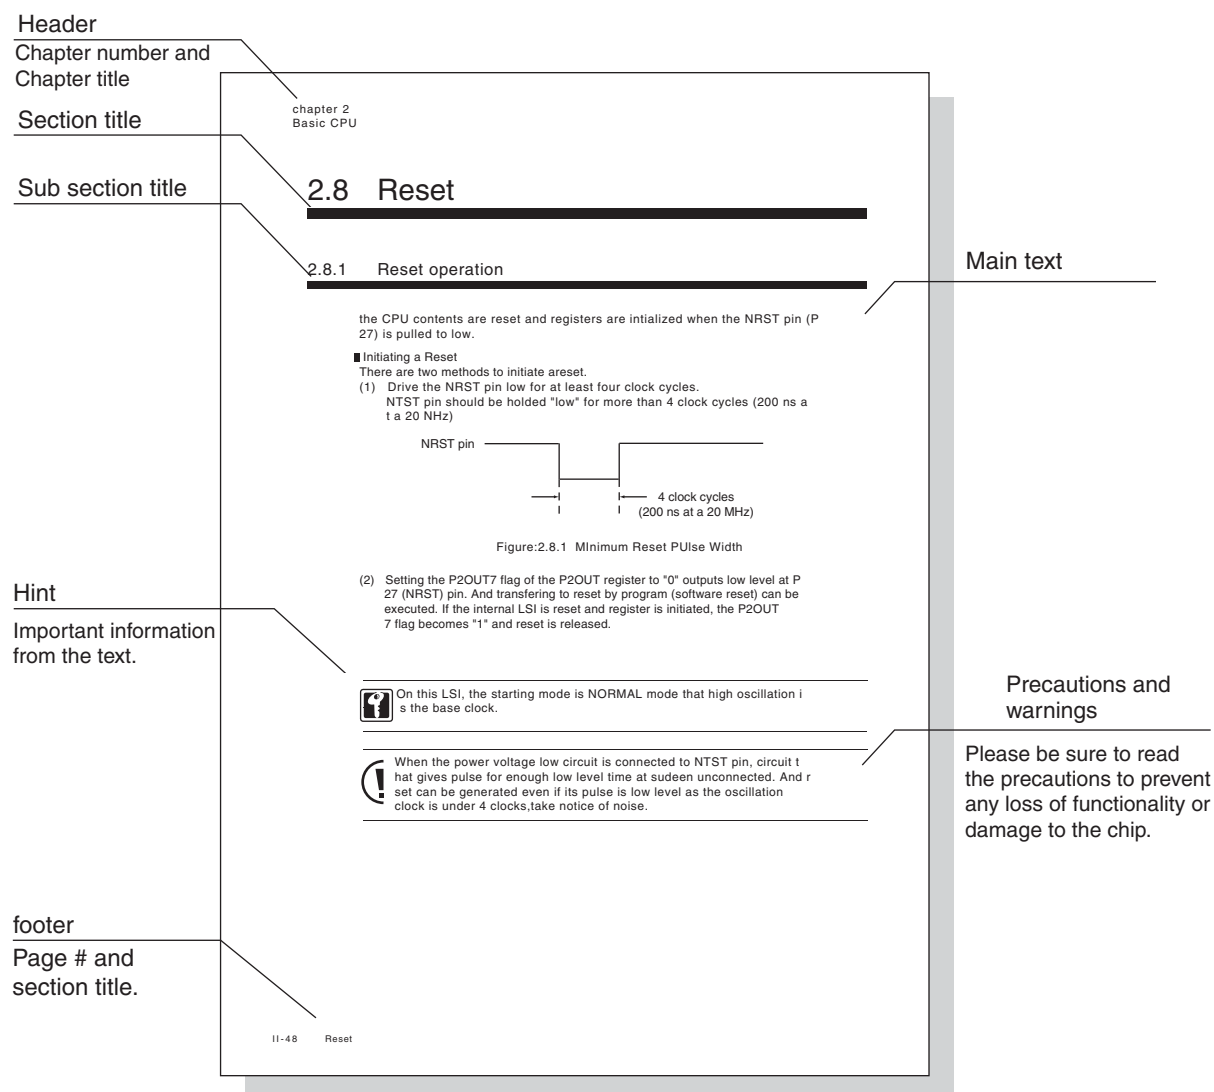 Header
Chapter number and
Chapter title
Section title
Sub section title
chapter 2
Basic CPU
2.8 Reset
2.8.1 Reset operation
Main text
the CPU contents are reset and registers are intialized when the NRST pin (P
27) is pulled to low.
Initiating a Reset
There are two methods to initiate areset.
(1) Drive the NRST pin low for at least four clock cycles.
NTST pin should be holded "low" for more than 4 clock cycles (200 ns a
t a 20 NHz)
NRST pin
4 clock cycles
(200 ns at a 20 MHz)
Figure:2.8.1 MInimum Reset PUlse Width
(2) Setting the P2OUT7 flag of the P2OUT register to "0" outputs low level at P
27 (NRST) pin. And transfering to reset by program (software reset) can be
executed. If the internal LSI is reset and register is initiated, the P2OUT
7 flag becomes "1" and reset is released.
Hint
Important information
from the text.
On this LSI, the starting mode is NORMAL mode that high oscillation i
s the base clock.
Precautions and
warnings
Please be sure to read
the precautions to prevent
any loss of functionality or
damage to the chip.
When the power voltage low circuit is connected to NTST pin, circuit t
hat gives pulse for enough low level time at sudeen unconnected. And r
set can be generated even if its pulse is low level as the oscillation
clock is under 4 clocks,take notice of noise.
footer
Page # and
section title.
II-48 Reset